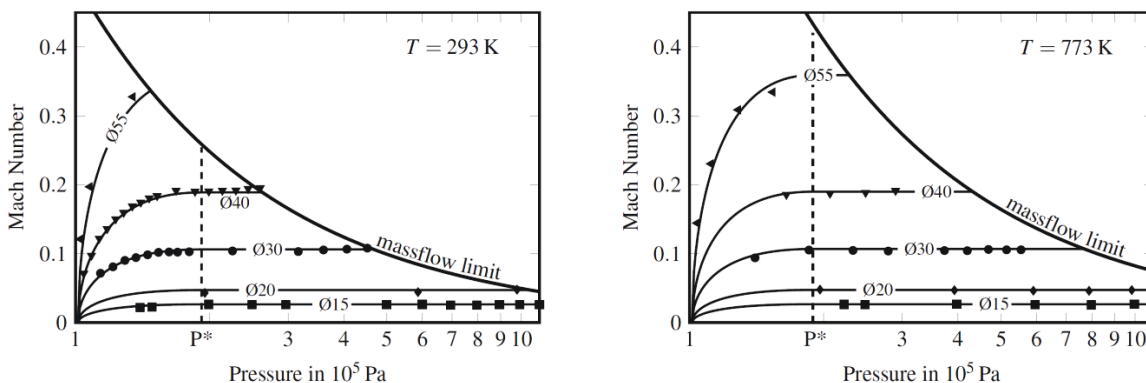 0.4
0.3
0.2
0.1
0
Mach Number
T = 293 K
Ø55
Ø40
Ø30
Ø20
Ø15
massflow limit
1 P* 3 4 5 6 7 8 9 10
Pressure in 10⁵ Pa
0.4
0.3
0.2
0.1
0
Mach Number
T = 773 K
Ø55
Ø40
Ø30
Ø20
Ø15
massflow limit
1 P* 3 4 5 6 7 8 9 10
Pressure in 10⁵ Pa